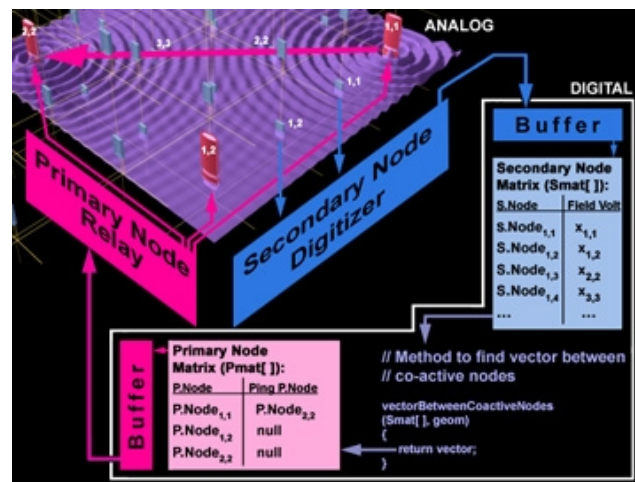 ANALOG
2,2
1,1
2,2
3,3
1,1
1,2
1,2
DIGITAL
Buffer
Primary Node
Relay
Secondary Node
Digitizer
Secondary Node
Matrix (Smat[ ]):
S.Node Field Volt
S.Node1,1 x1,1
S.Node1,2 x1,2
S.Node1,3 x2,2
S.Node1,4 x3,3
... ...
Buffer
Primary Node
Matrix (Pmat[ ]):
P.Node Ping P.Node
P.Node1,1 P.Node2,2
P.Node1,2 null
P.Node2,2 null
// Method to find vector between
// co-active nodes
vectorBetweenCoactiveNodes
(Smat[ ], geom)
{
return vector;
}